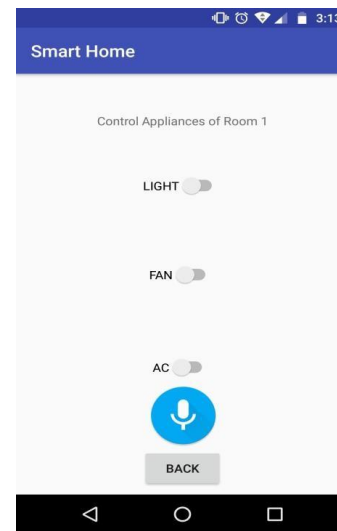 3:13
Smart Home
Control Appliances of Room 1
LIGHT
FAN
AC
BACK